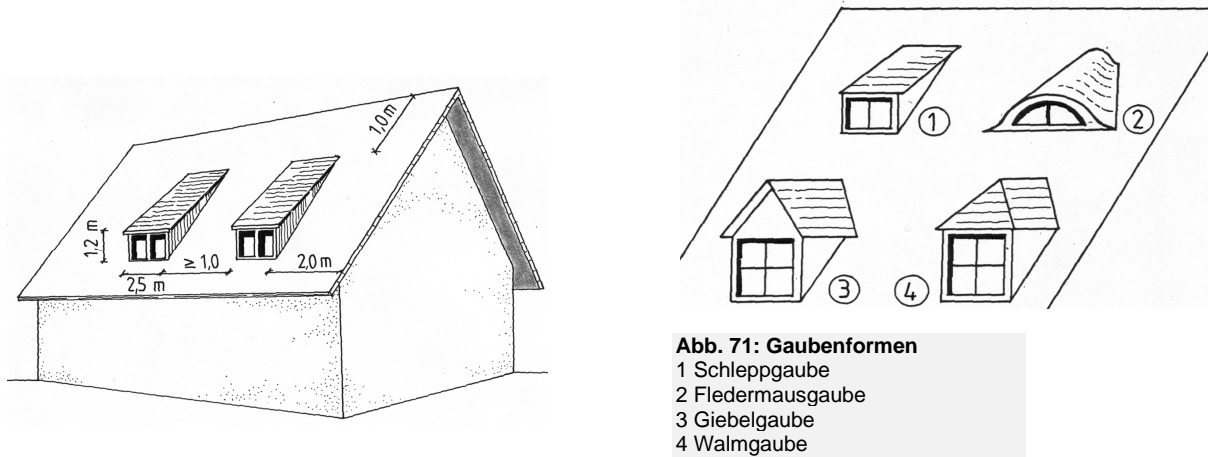 1,0 m
1,2 m
≥ 1,0
2,0 m
2,5 m
1
2
3
4
Abb. 71: Gaubenformen
1 Schleppgaube
2 Fledermausgaube
3 Giebelgaube
4 Walmgaube